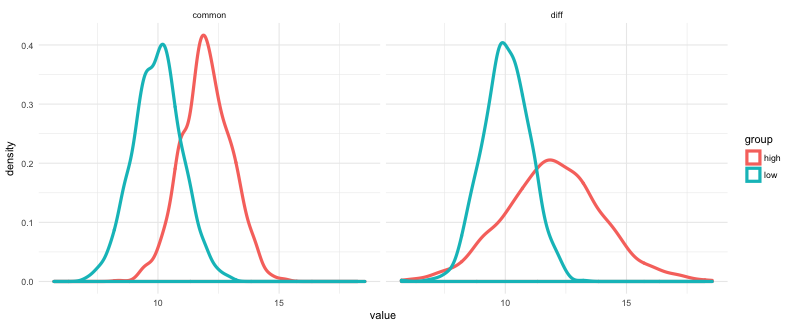 common
diff
density
0.4
0.3
0.2
0.1
0.0
10
15
10
15
value
group
high
low